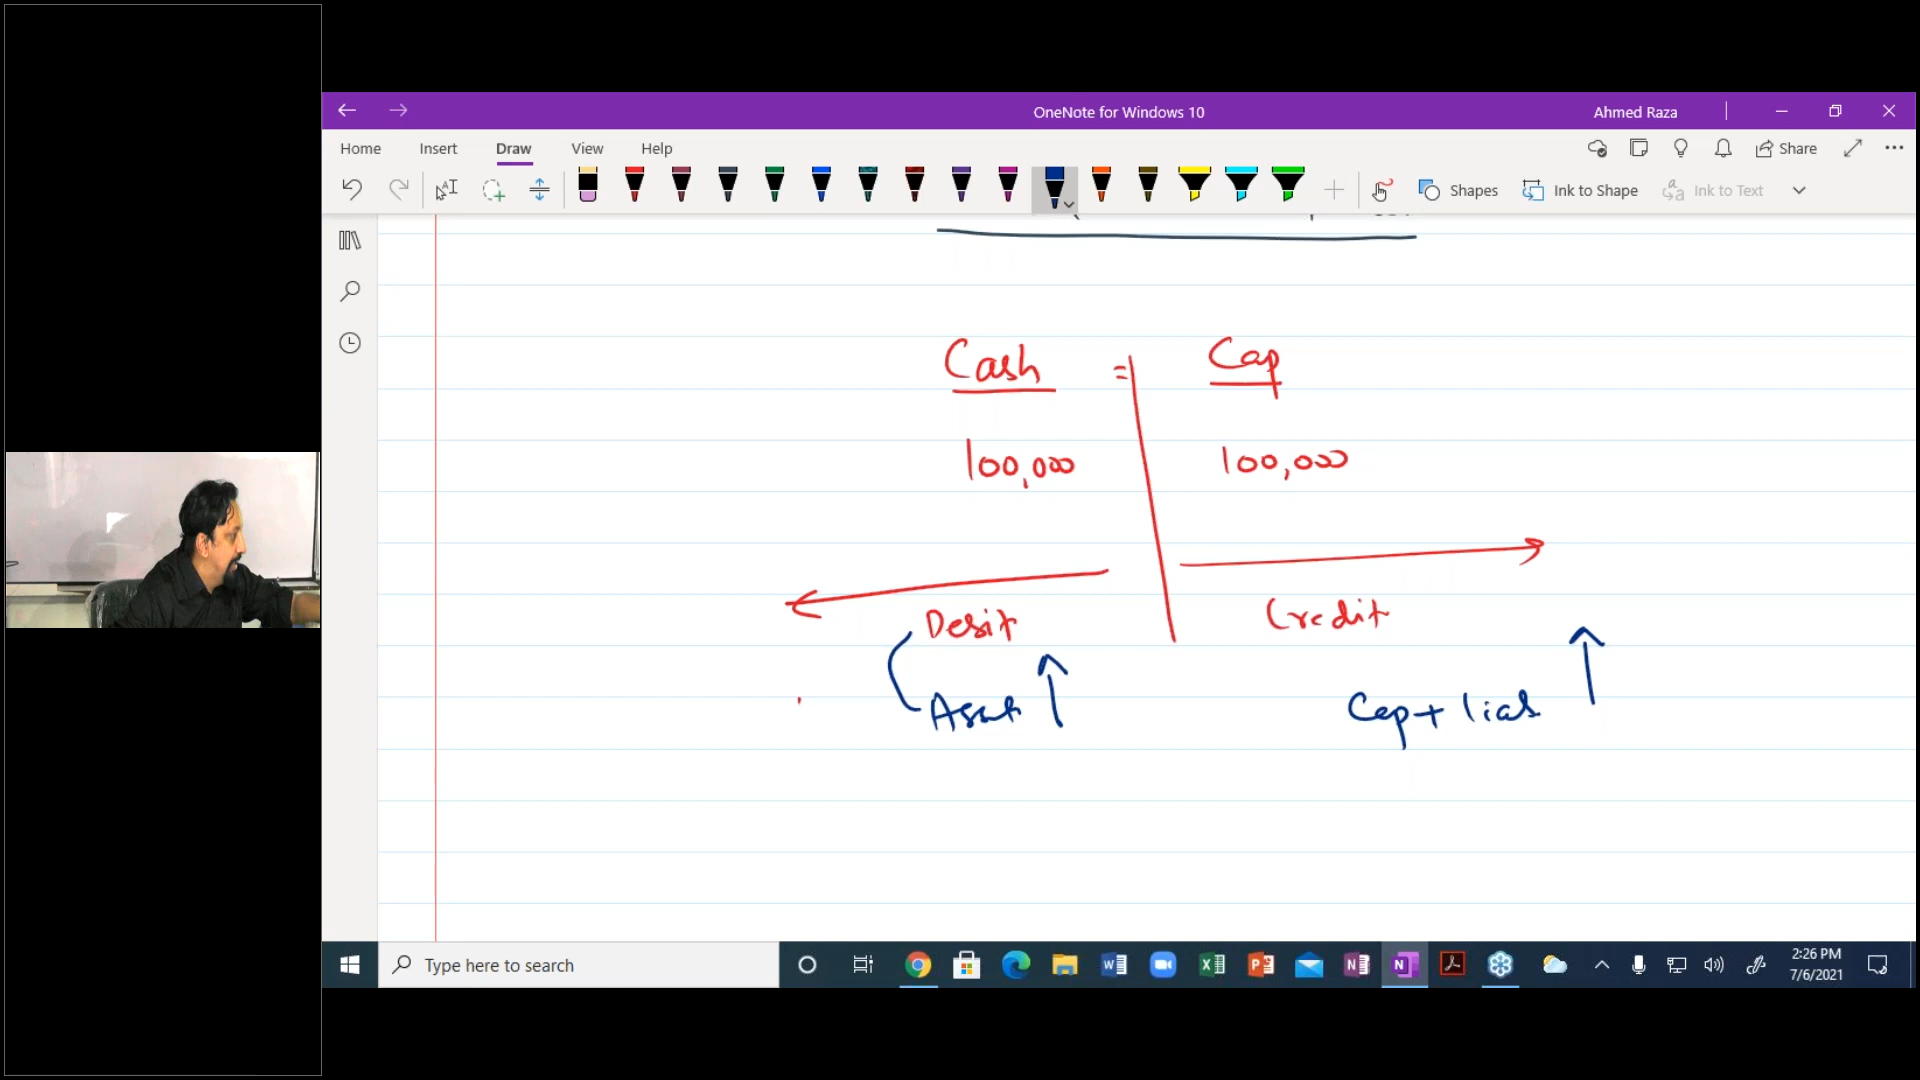 OneNote for Windows 10
Ahmed Raza
Home Insert Draw View Help
Share
Shapes
Ink to Shape
Ink to Text
Cash = Cap
100,000 100,000
Debit Credit
Asset Cap + liab
Type here to search
2:26 PM
7/6/2021